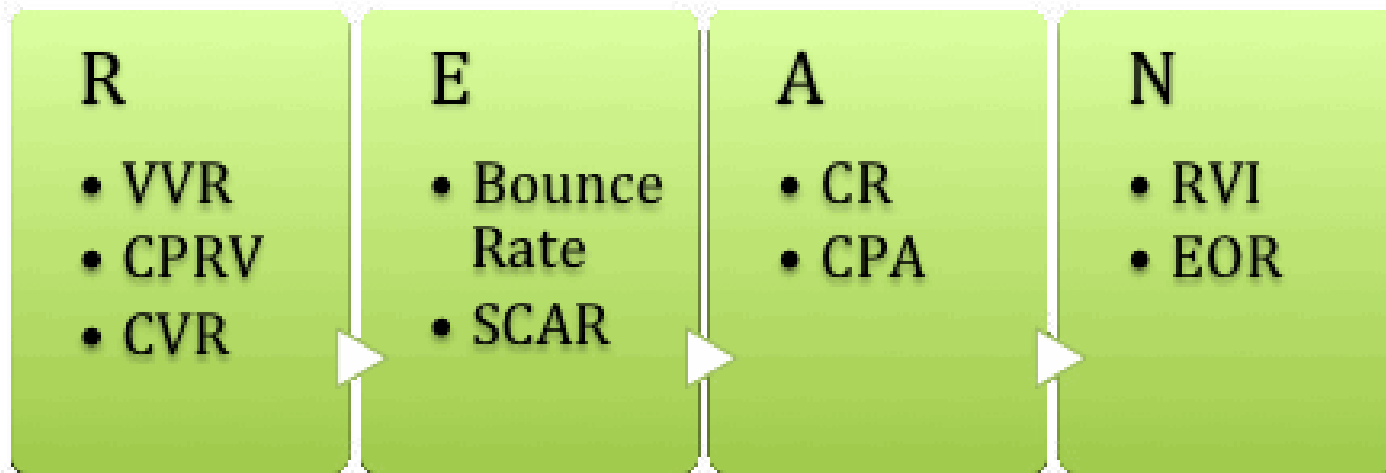 R
• VVR
• CPRV
• CVR
E
• Bounce
Rate
• SCAR
A
• CR
• CPA
N
• RVI
• EOR